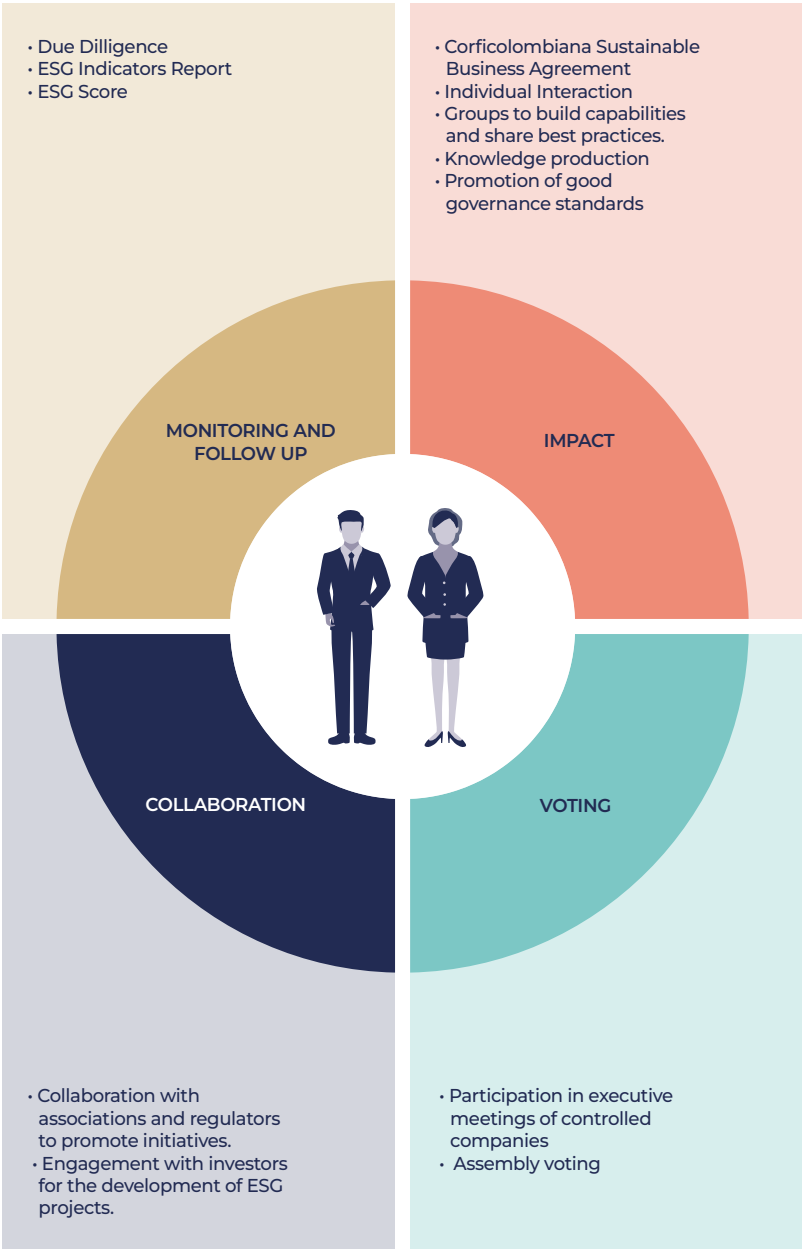 · Due Dilligence
· ESG Indicators Report
· ESG Score
· Corficolombiana Sustainable
Business Agreement
· Individual Interaction
· Groups to build capabilities
and share best practices.
· Knowledge production
· Promotion of good
governance standards
MONITORING AND
FOLLOW UP
IMPACT
COLLABORATION
VOTING
· Collaboration with
associations and regulators
to promote initiatives.
· Engagement with investors
for the development of ESG
projects.
· Participation in executive
meetings of controlled
companies
· Assembly voting